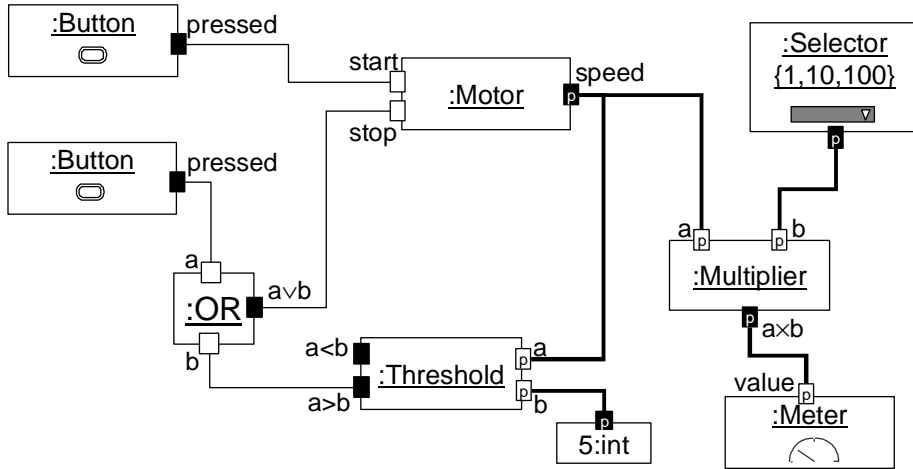 :Button
pressed
:Selector
{1,10,100}
start
speed
:Motor
p
stop
p
:Button
pressed
a
b
p
p
a
:Multiplier
:OR
a∨b
p
a×b
b
a<b
a
p
:Threshold
a>b
p
b
value
p
p
:Meter
5:int